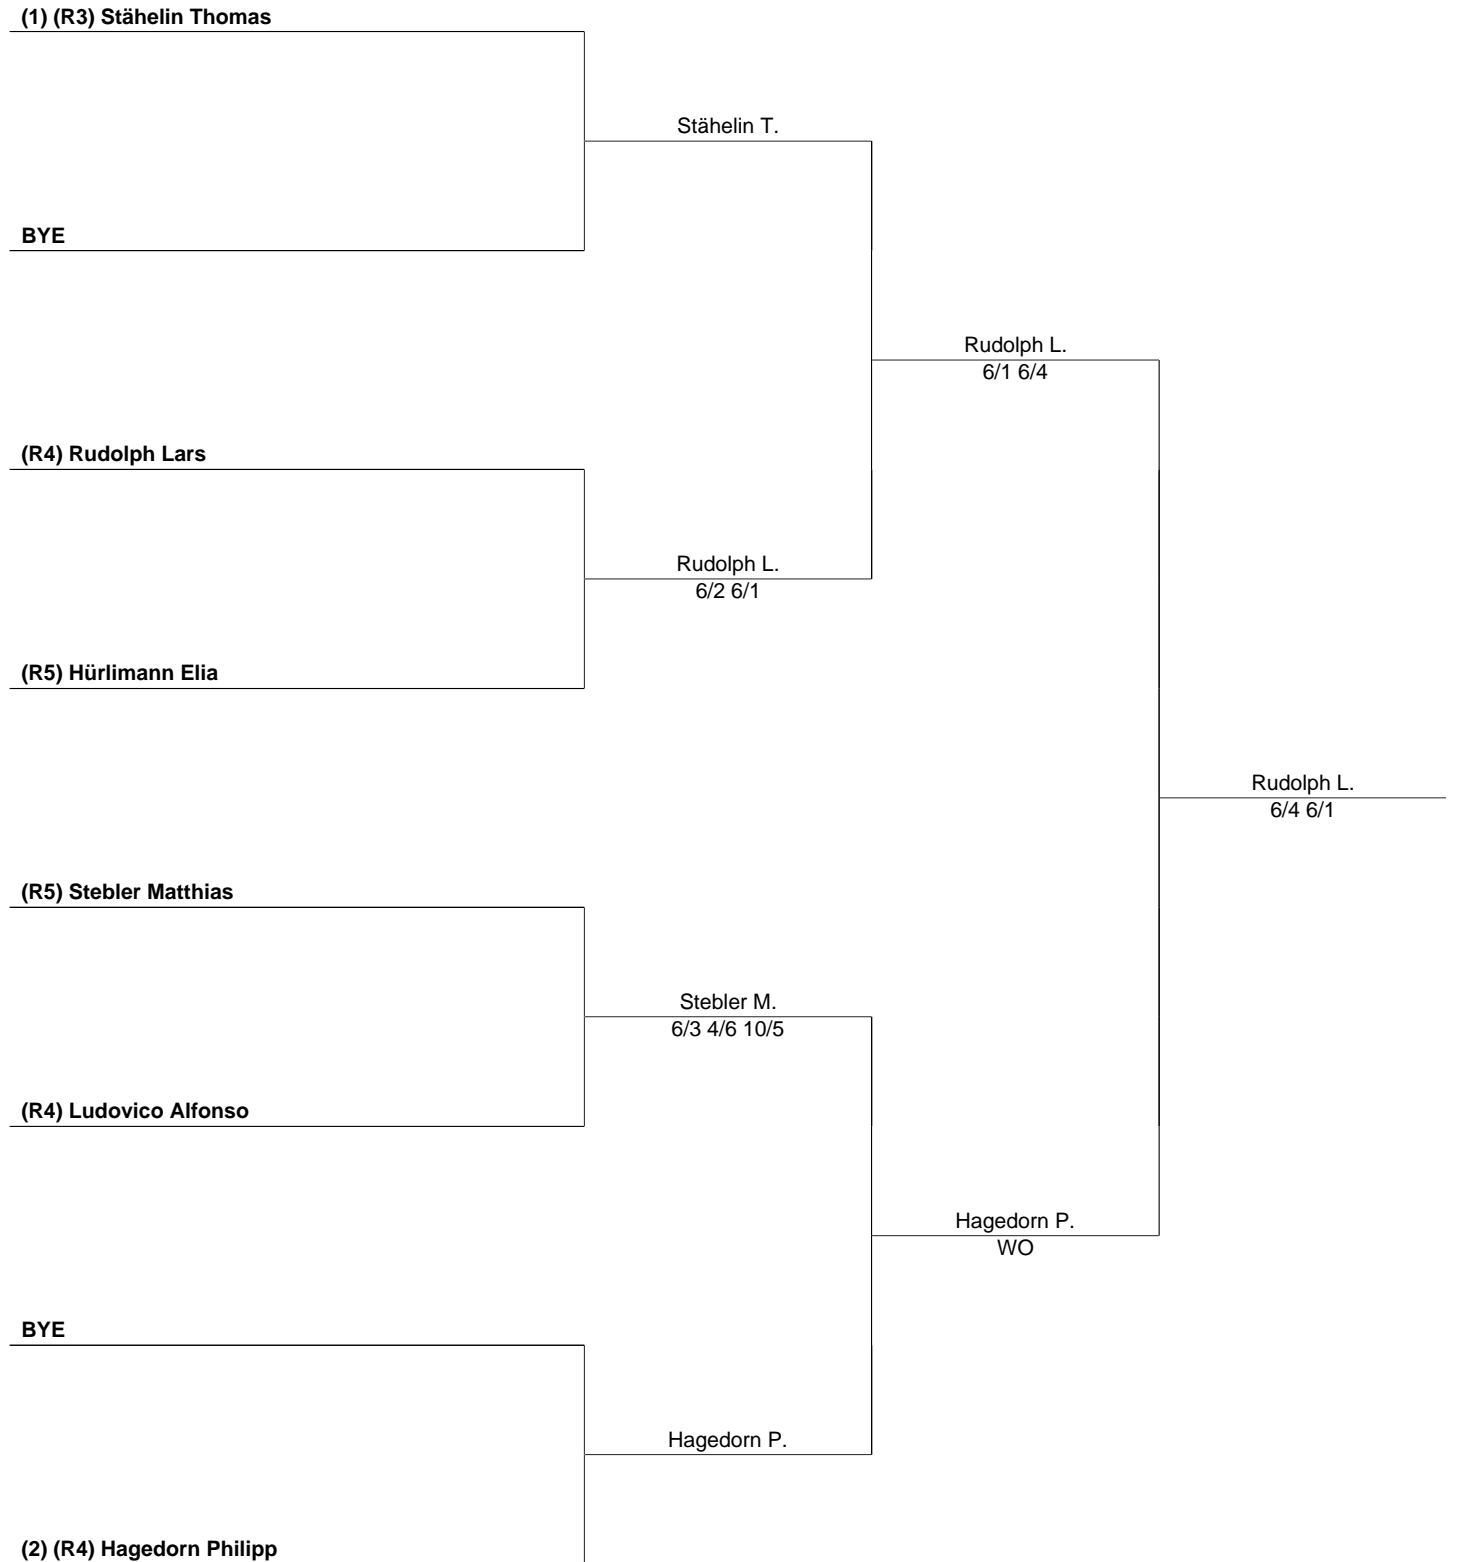 (1) (R3) Stähelin Thomas
Stähelin T.
BYE
Rudolph L.
6/1 6/4
(R4) Rudolph Lars
Rudolph L.
6/2 6/1
(R5) Hürlimann Elia
Rudolph L.
6/4 6/1
(R5) Stebler Matthias
Stebler M.
6/3 4/6 10/5
(R4) Ludovico Alfonso
Hagedorn P.
WO
BYE
Hagedorn P.
(2) (R4) Hagedorn Philipp